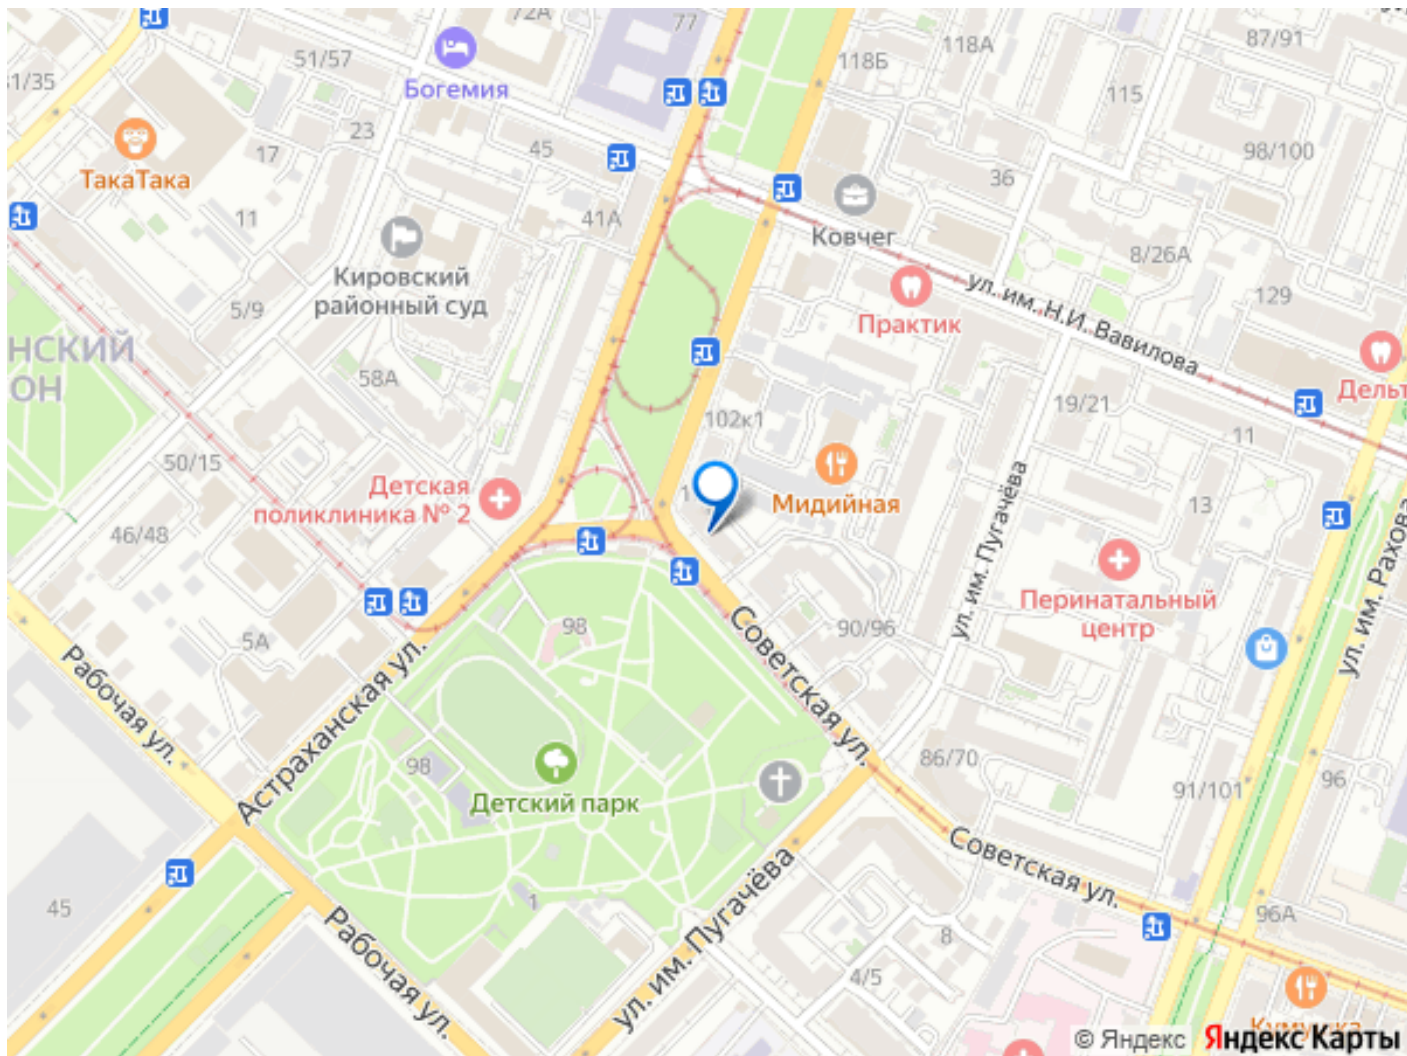 72А
77
51/57
Богемия
118Б
118А
87/91
31/35
115
23
ТакаТака
17
45
98/100
36
11
41А
Ковчег
Кировский
районный суд
8/26А
5/9
ул. им. Н.И. Вавилова
129
Практик
НСКИЙ
ОН
58А
Дельт
102к1
19/21
11
50/15
Мидийная
Детская
поликлиника № 2
46/48
13
ул. им. Пугачёва
ул. им. Рахова
Перинатальный
центр
98
90/96
5А
Советская ул.
Рабочая ул.
Астраханская ул.
98
Детский парк
86/70
91/101
96
Советская ул.
ул. им. Пугачёва
45
1
Рабочая ул.
8
4/5
96А
© Яндекс Яндекс Карты